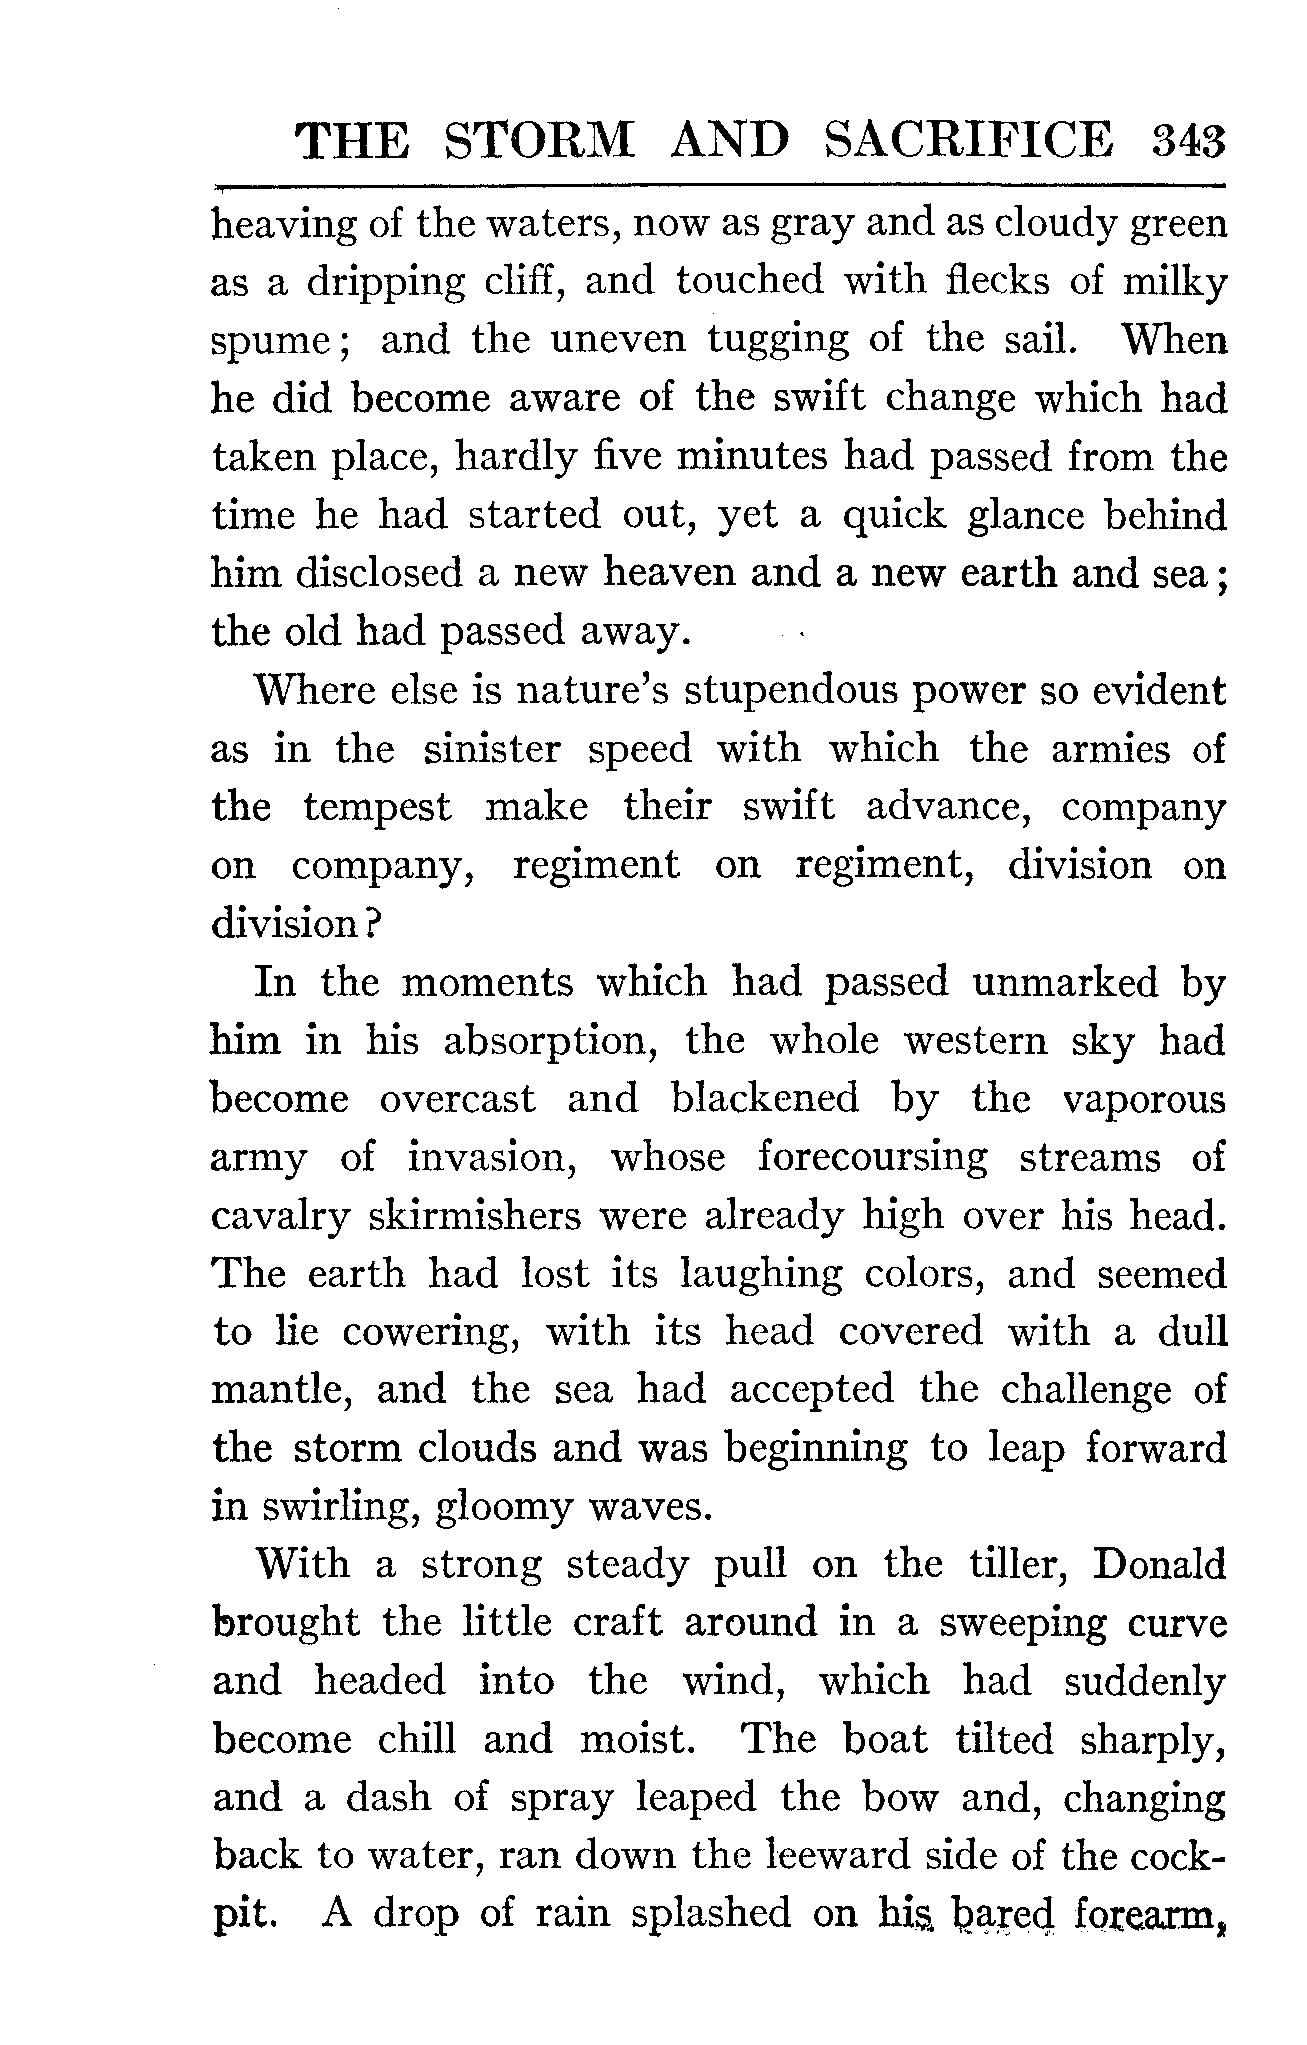 THE STORM AND SACRIFICE 343
heaving of the waters, now as gray and as cloudy green
as a dripping cliff, and touched with flecks of milky
spume; and the uneven tugging of the sail. When
he did become aware of the swift change which had
taken place, hardly five minutes had passed from the
time he had started out, yet a quick glance behind
him disclosed a new heaven and a new earth and sea;
the old had passed away.
Where else is nature's stupendous power so evident
as in the sinister speed with which the armies of
the tempest make their swift advance, company
on company, regiment on regiment, division on
division?
In the moments which had passed unmarked by
him in his absorption, the whole western sky had
become overcast and blackened by the vaporous
army of invasion, whose forecoursing streams of
cavalry skirmishers were already high over his head.
The earth had lost its laughing colors, and seemed
to lie cowering, with its head covered with a dull
mantle, and the sea had accepted the challenge of
the storm clouds and was beginning to leap forward
in swirling, gloomy waves.
With a strong steady pull on the tiller, Donald
brought the little craft around in a sweeping curve
and headed into the wind, which had suddenly
become chill and moist. The boat tilted sharply,
and a dash of spray leaped the bow and, changing
back to water, ran down the leeward side of the cock-
pit. A drop of rain splashed on his bared forearm,